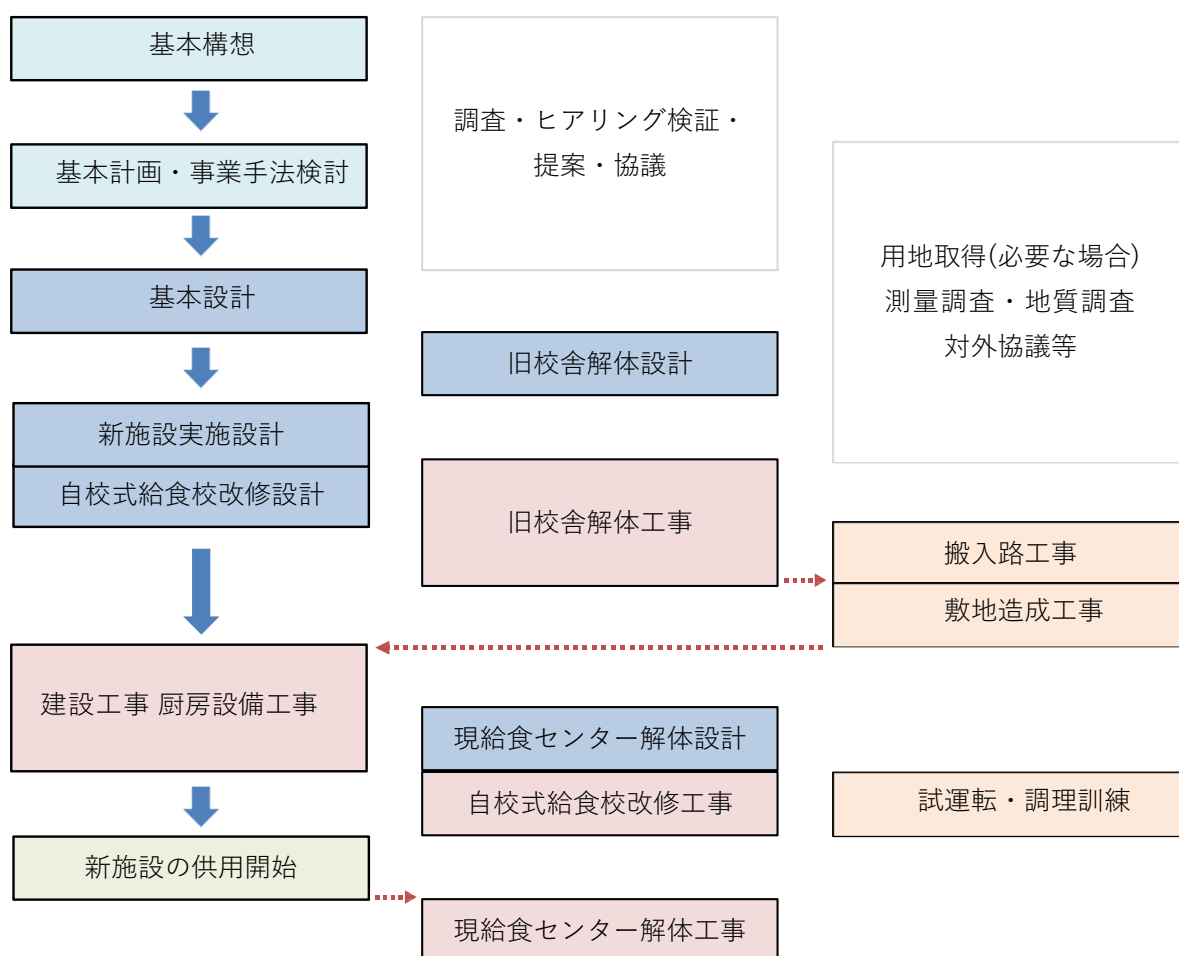 基本構想
基本計画・事業手法検討
基本設計
新施設実施設計
自校式給食校改修設計
建設工事 厨房設備工事
新施設の供用開始
調査・ヒアリング検証・
提案・協議
旧校舎解体設計
旧校舎解体工事
現給食センター解体設計
自校式給食校改修工事
現給食センター解体工事
用地取得(必要な場合)
測量調査・地質調査
対外協議等
搬入路工事
敷地造成工事
試運転・調理訓練